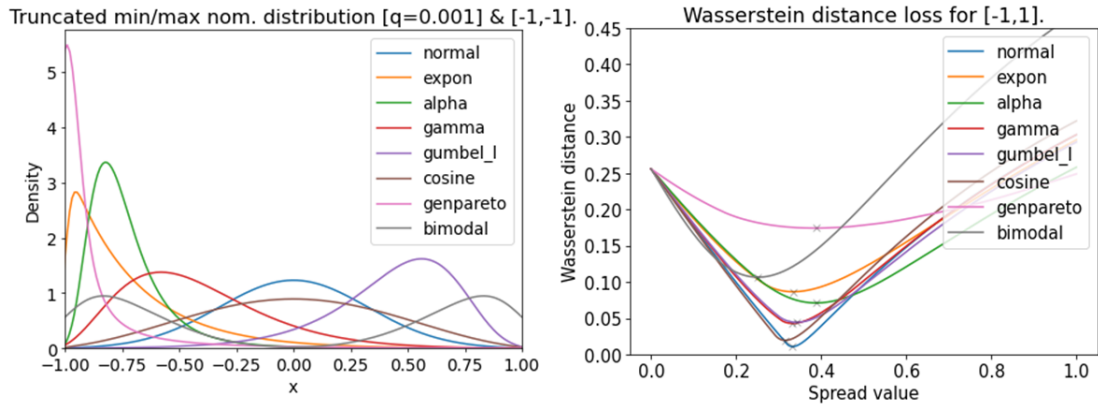 Truncated min/max nom. distribution [q=0.001] & [-1,-1].
normal
expon
alpha
gamma
gumbel_l
cosine
genpareto
bimodal
Density
5
4
3
2
1
0
−1.00 −0.75 −0.50 −0.25 0.00 0.25 0.50 0.75 1.00
x
Wasserstein distance loss for [-1,1].
normal
expon
alpha
gamma
gumbel_l
cosine
genpareto
bimodal
Wasserstein distance
0.45
0.40
0.35
0.30
0.25
0.20
0.15
0.10
0.05
0.00
0.0 0.2 0.4 0.6 0.8 1.0
Spread value